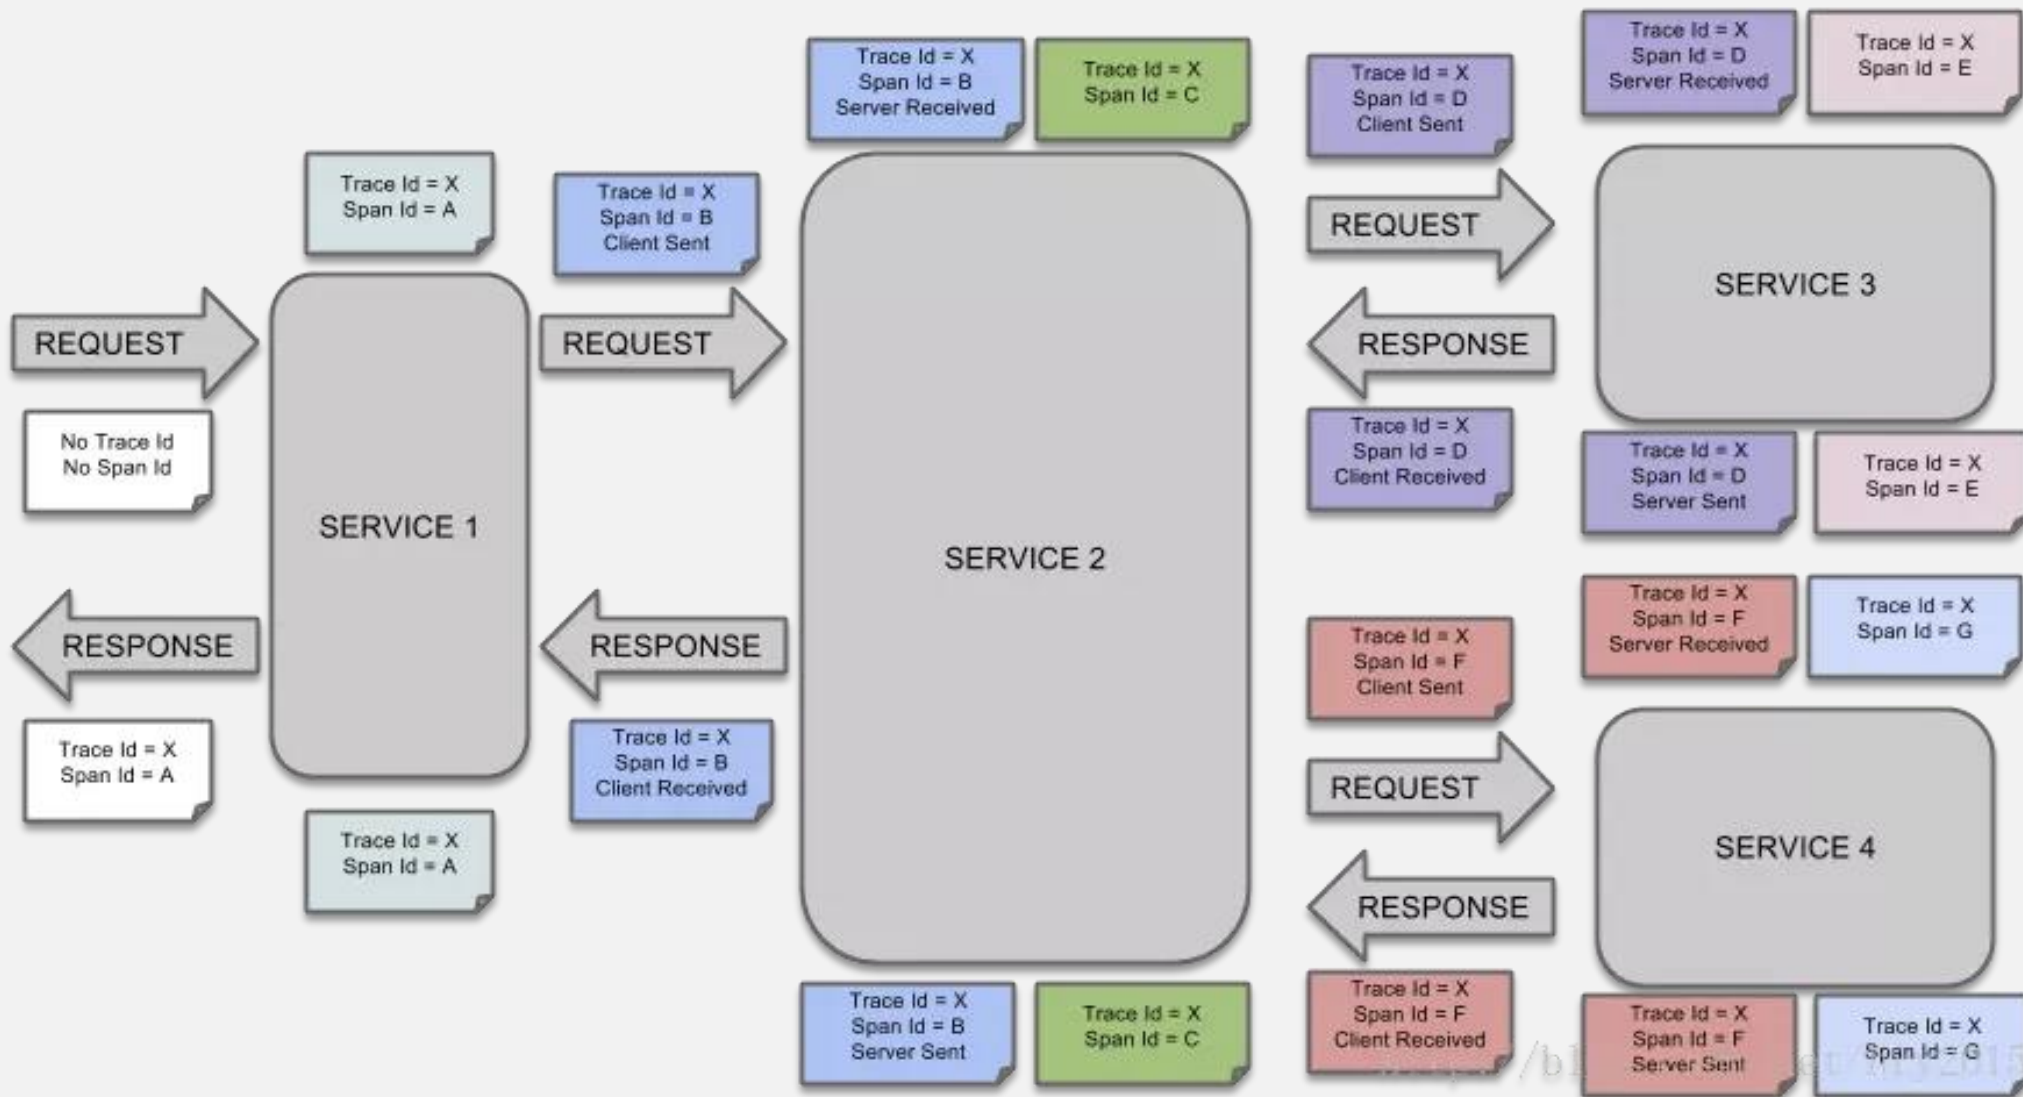 Trace Id = X
Span Id = D
Server Received
Trace Id = X
Span Id = E
Trace Id = X
Span Id = B
Server Received
Trace Id = X
Span Id = C
Trace Id = X
Span Id = D
Client Sent
Trace Id = X
Span Id = A
Trace Id = X
Span Id = B
Client Sent
REQUEST
SERVICE 3
REQUEST
REQUEST
RESPONSE
No Trace Id
No Span Id
Trace Id = X
Span Id = D
Client Received
Trace Id = X
Span Id = D
Server Sent
Trace Id = X
Span Id = E
SERVICE 1
SERVICE 2
Trace Id = X
Span Id = F
Server Received
Trace Id = X
Span Id = G
RESPONSE
RESPONSE
Trace Id = X
Span Id = F
Client Sent
Trace Id = X
Span Id = A
Trace Id = X
Span Id = B
Client Received
REQUEST
SERVICE 4
Trace Id = X
Span Id = A
RESPONSE
Trace Id = X
Span Id = B
Server Sent
Trace Id = X
Span Id = C
Trace Id = X
Span Id = F
Client Received
Trace Id = X
Span Id = F
Server Sent
Trace Id = X
Span Id = G